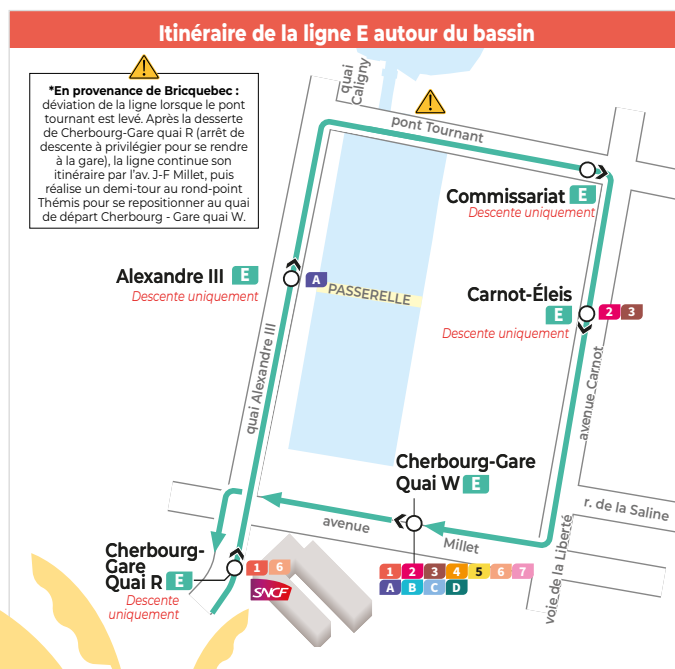 Itinéraire de la ligne E autour du bassin
*En provenance de Bricquebec :
déviation de la ligne lorsque le pont
tournant est levé. Après la desserte
de Cherbourg-Gare quai R (arrêt de
descente à privilégier pour se rendre
à la gare), la ligne continue son
itinéraire par l'av. J-F Millet, puis
réalise un demi-tour au rond-point
Thémis pour se repositionner au quai
de départ Cherbourg - Gare quai W.
quai
Caligny
pont Tournant
Commissariat E
Descente uniquement
Alexandre III E
Descente uniquement
A
PASSERELLE
Carnot-Éleis
E
2 3
Descente uniquement
quai Alexandre III
avenue Carnot
Cherbourg-Gare
Quai W E
r. de la Saline
avenue
Millet
voie de la Liberté
Cherbourg-
Gare
Quai R E
Descente
uniquement
1 6
SNCF
1 2 3 4 5 6 7
A B C D